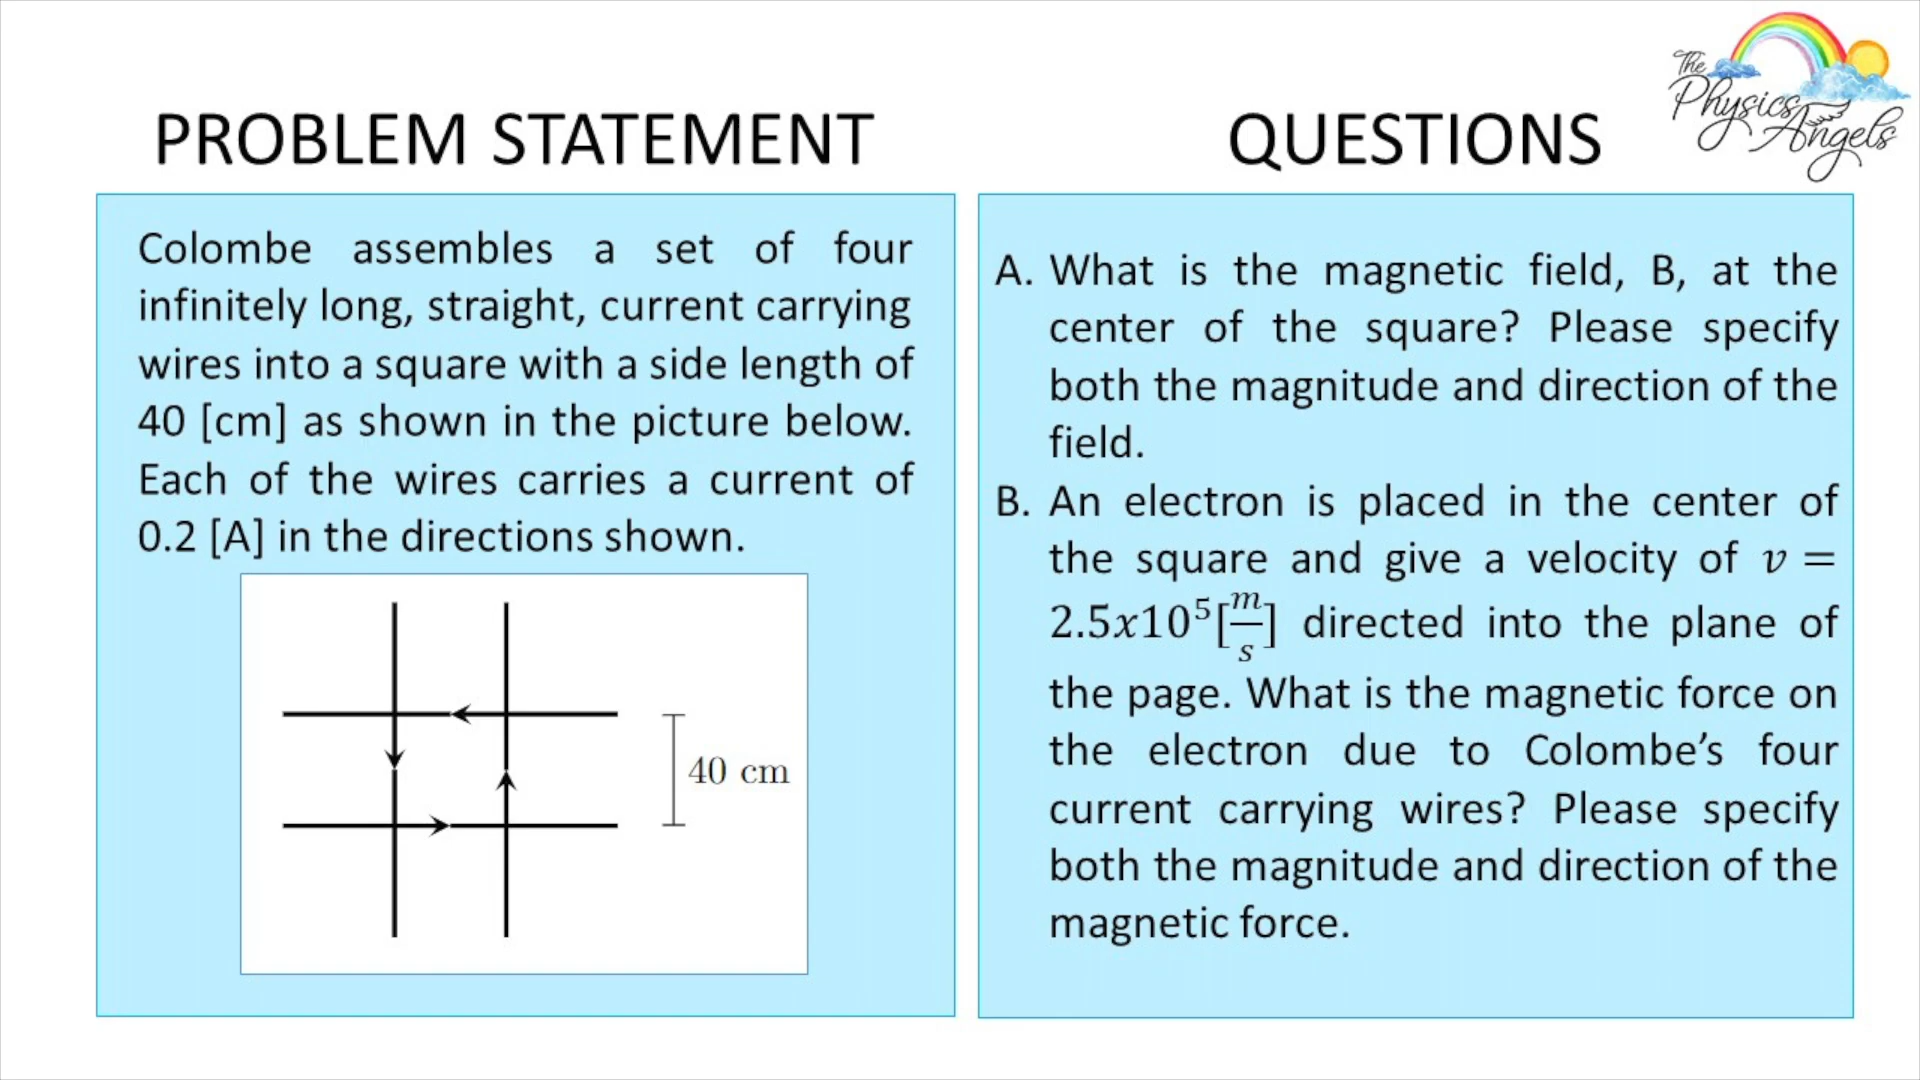 The
Physics
Angels
PROBLEM STATEMENT
Colombe assembles a set of four
infinitely long, straight, current carrying
wires into a square with a side length of
40 [cm] as shown in the picture below.
Each of the wires carries a current of
0.2 [A] in the directions shown.
40 cm
QUESTIONS
A. What is the magnetic field, B, at the
center of the square? Please specify
both the magnitude and direction of the
field.
B. An electron is placed in the center of
the square and give a velocity of v =
2.5x10⁵[m/s] directed into the plane of
the page. What is the magnetic force on
the electron due to Colombe’s four
current carrying wires? Please specify
both the magnitude and direction of the
magnetic force.